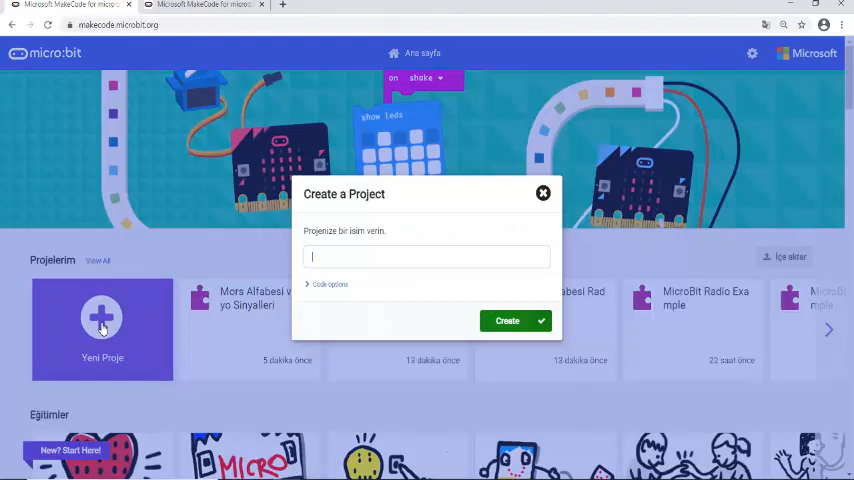 Microsoft MakeCode for micro:b
Microsoft MakeCode for micro:
makecode.microbit.org
micro:bit
Ana sayfa
Microsoft
on shake
show leds
Create a Project
Projenize bir isim verin.
Code options
Create
Projelerim
View All
İçe aktar
Yeni Proje
Mors Alfabesi v
yo Sinyalleri
5 dakika önce
13 dakika önce
fabesi Rad
13 dakika önce
MicroBit Radio Exa
mple
22 saat önce
MicroBi
mple
Eğitimler
New? Start Here!
MICRO